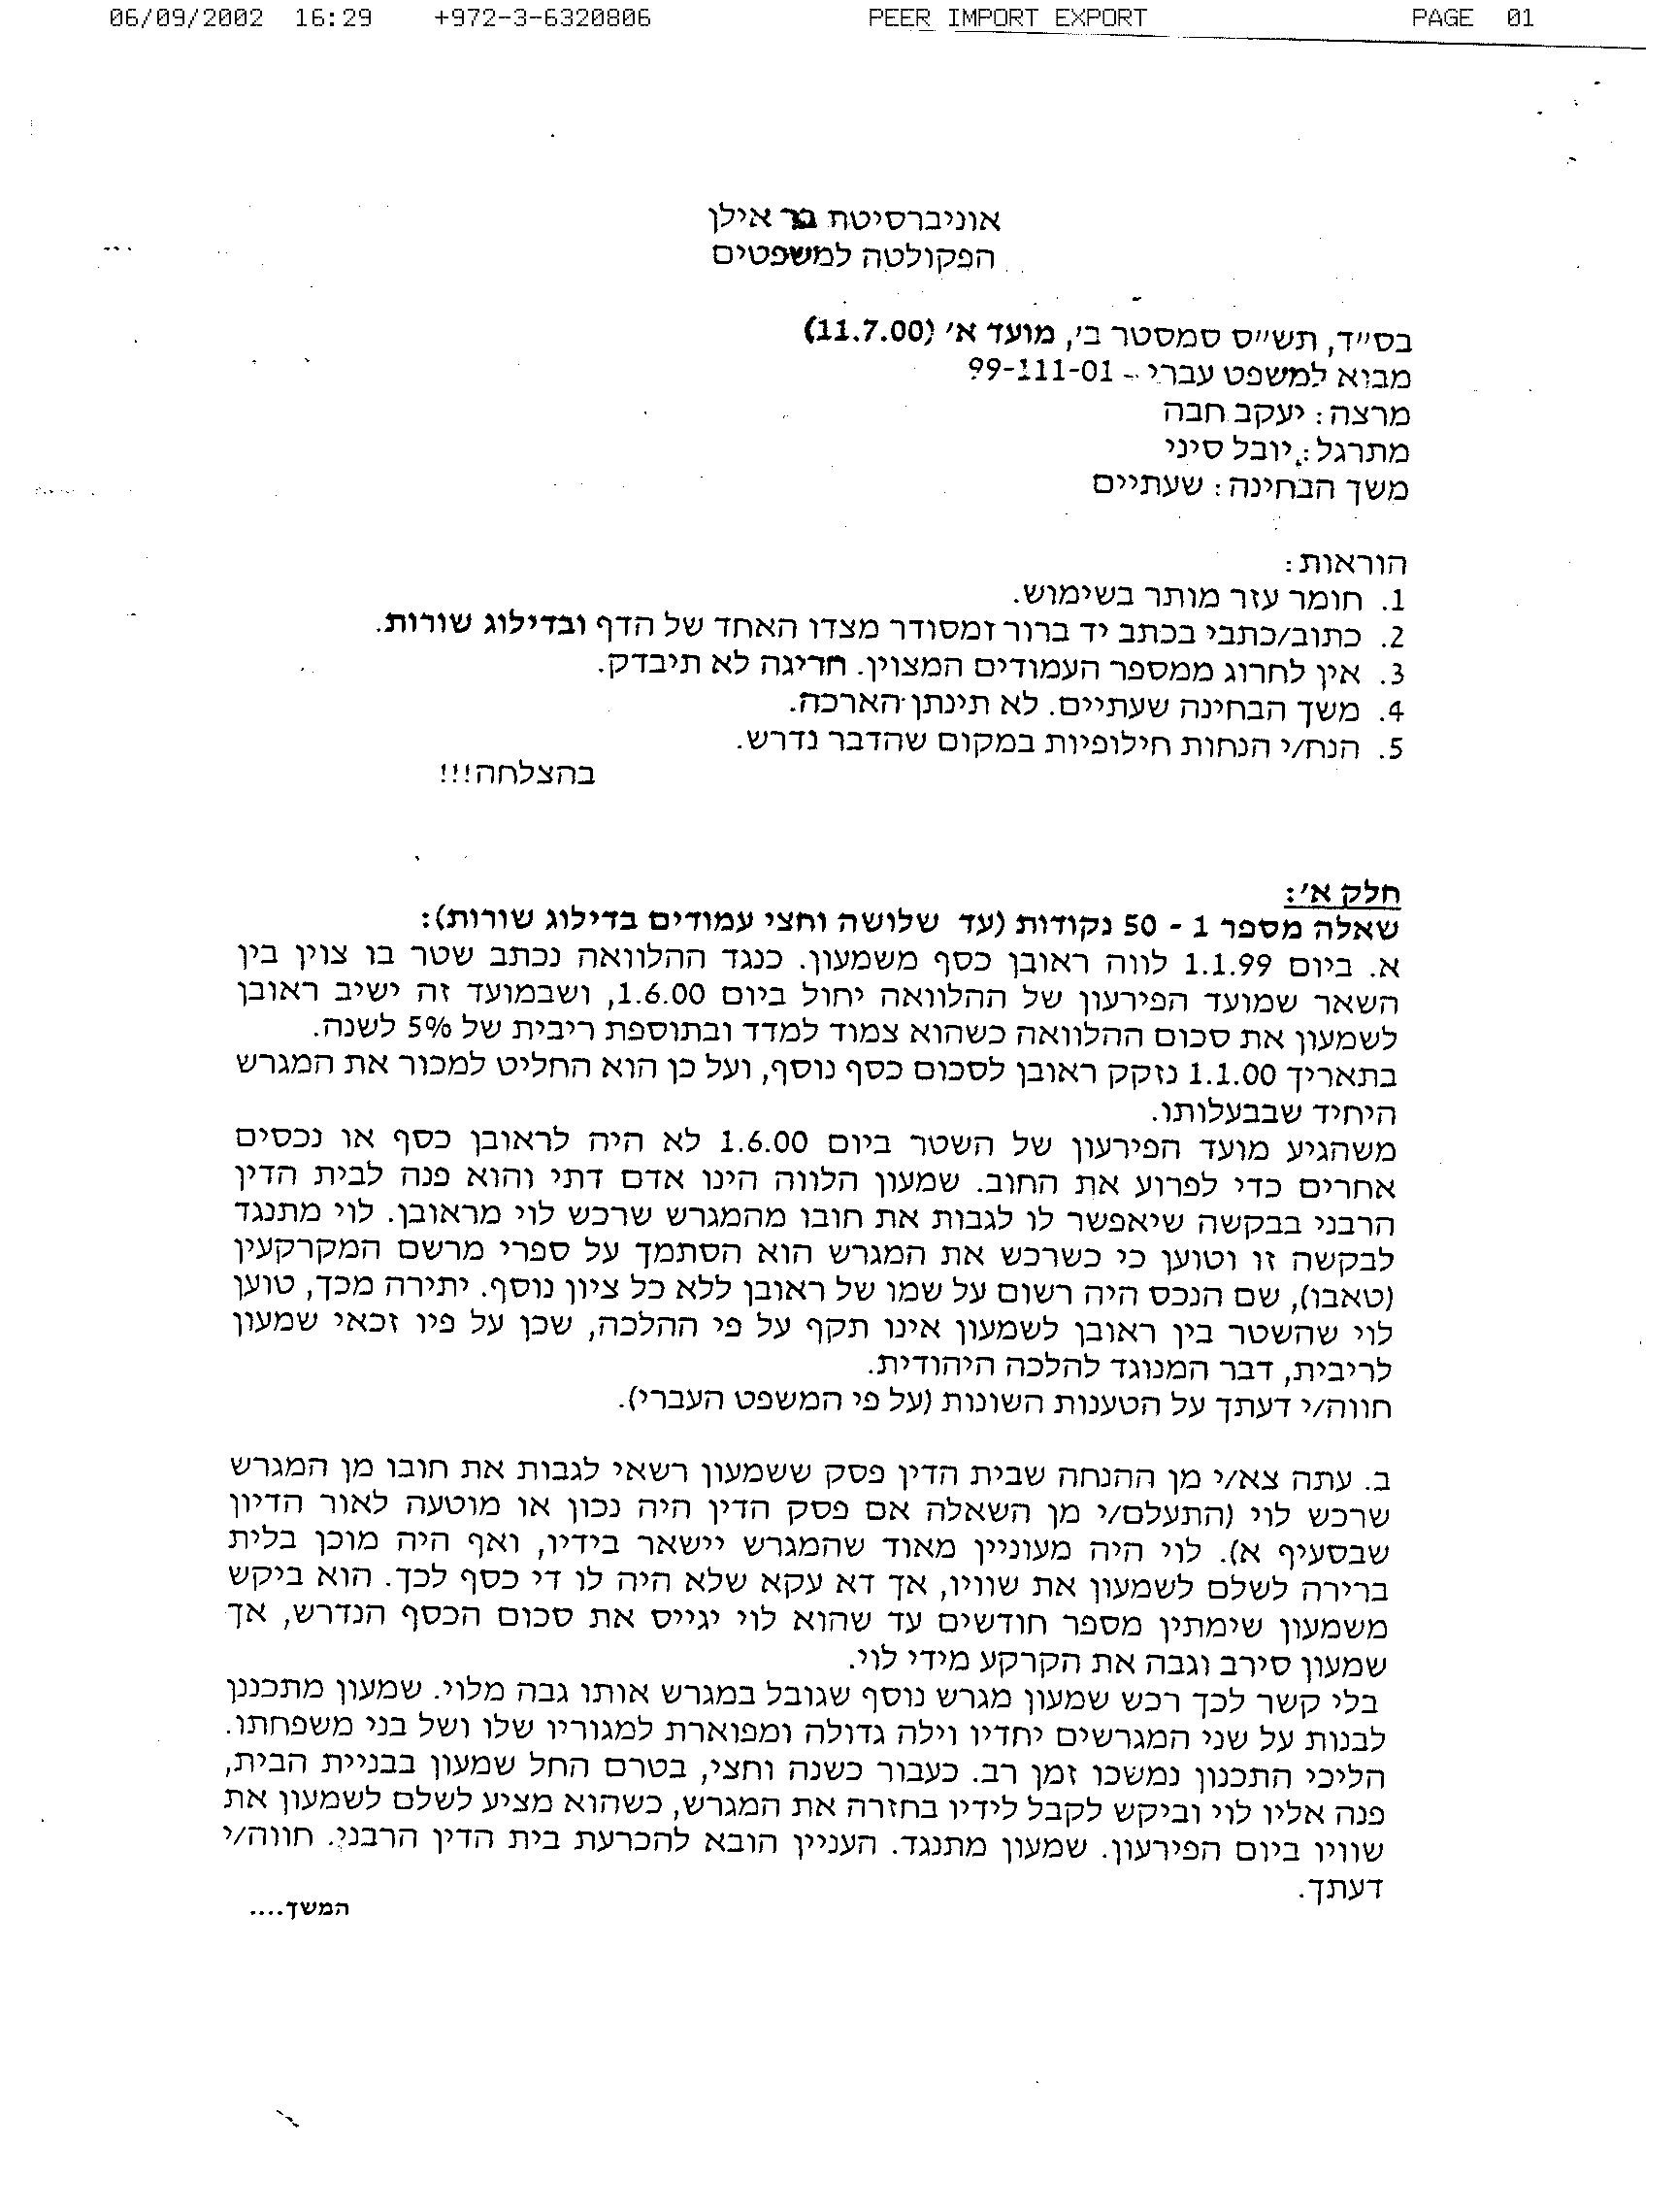 06/09/2002 16:29 +972-3-6320806 PEER IMPORT EXPORT PAGE 01
אוניברסיטת בר אילן
הפקולטה למשפטים
בס״ד, תש״ס סמסטר ב׳, מועד א׳ (11.7.00)
מבוא למשפט עברי - 99-111-01
מרצה: יעקב חבה
מתרגל: יובל סיני
משך הבחינה: שעתיים
הוראות:
1. חומר עזר מותר בשימוש.
2. כתוב/כתבי בכתב יד ברור ומסודר מצדו האחד של הדף ובדילוג שורות.
3. אין לחרוג ממספר העמודים המצוין. חריגה לא תיבדק.
4. משך הבחינה שעתיים. לא תינתן הארכה.
5. הנח/י הנחות חילופיות במקום שהדבר נדרש.
בהצלחה!!!
חלק א׳:
שאלה מספר 1 - 50 נקודות (עד שלושה וחצי עמודים בדילוג שורות):
א. ביום 1.1.99 לווה ראובן כסף משמעון. כנגד ההלוואה נכתב שטר בו צוין בין
השאר שמועד הפירעון של ההלוואה יחול ביום 1.6.00, ושבמועד זה ישיב ראובן
לשמעון את סכום ההלוואה כשהוא צמוד למדד ובתוספת ריבית של 5% לשנה.
בתאריך 1.1.00 נזקק ראובן לסכום כסף נוסף, ועל כן הוא החליט למכור את המגרש
היחיד שבבעלותו.
משהגיע מועד הפירעון של השטר ביום 1.6.00 לא היה לראובן כסף או נכסים
אחרים כדי לפרוע את החוב. שמעון הלווה הינו אדם דתי והוא פנה לבית הדין
הרבני בבקשה שיאפשר לו לגבות את חובו מהמגרש שרכש לוי מראובן. לוי מתנגד
לבקשה זו וטוען כי כשרכש את המגרש הוא הסתמך על ספרי מרשם המקרקעין
(טאבו), שם הנכס היה רשום על שמו של ראובן ללא כל ציון נוסף. יתירה מכך, טוען
לוי שהשטר בין ראובן לשמעון אינו תקף על פי ההלכה, שכן על פיו זכאי שמעון
לריבית, דבר המנוגד להלכה היהודית.
חווה/י דעתך על הטענות השונות (על פי המשפט העברי).
ב. עתה צא/י מן ההנחה שבית הדין פסק ששמעון רשאי לגבות את חובו מן המגרש
שרכש לוי (התעלם/י מן השאלה אם פסק הדין היה נכון או מוטעה לאור הדיון
שבסעיף א). לוי היה מעוניין מאוד שהמגרש יישאר בידיו, ואף היה מוכן בלית
ברירה לשלם לשמעון את שוויו, אך דא עקא שלא היה לו די כסף לכך. הוא ביקש
משמעון שימתין מספר חודשים עד שהוא לוי יגייס את סכום הכסף הנדרש, אך
שמעון סירב וגבה את הקרקע מידי לוי.
בלי קשר לכך רכש שמעון מגרש נוסף שגובל במגרש אותו גבה מלוי. שמעון מתכננן
לבנות על שני המגרשים יחדיו וילה גדולה ומפוארת למגוריו שלו ושל בני משפחתו.
הליכי התכנון נמשכו זמן רב. כעבור כשנה וחצי, בטרם החל שמעון בבניית הבית,
פנה אליו לוי וביקש לקבל לידיו בחזרה את המגרש, כשהוא מציע לשלם לשמעון את
שוויו ביום הפירעון. שמעון מתנגד. העניין הובא להכרעת בית הדין הרבני. חווה/י
דעתך.
המשך....